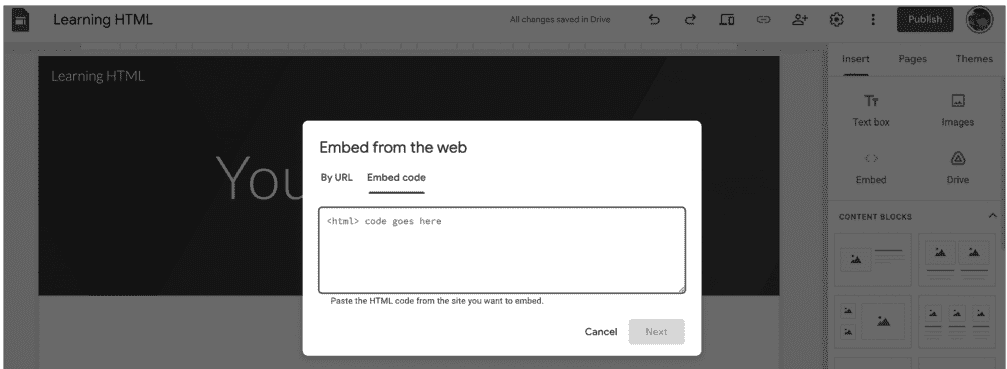 Learning HTML
All changes saved in Drive
Publish
Learning HTML
You
Insert Pages Themes
Text box Images
Embed Drive
CONTENT BLOCKS
Embed from the web
By URL Embed code
<html> code goes here
Paste the HTML code from the site you want to embed.
Cancel Next